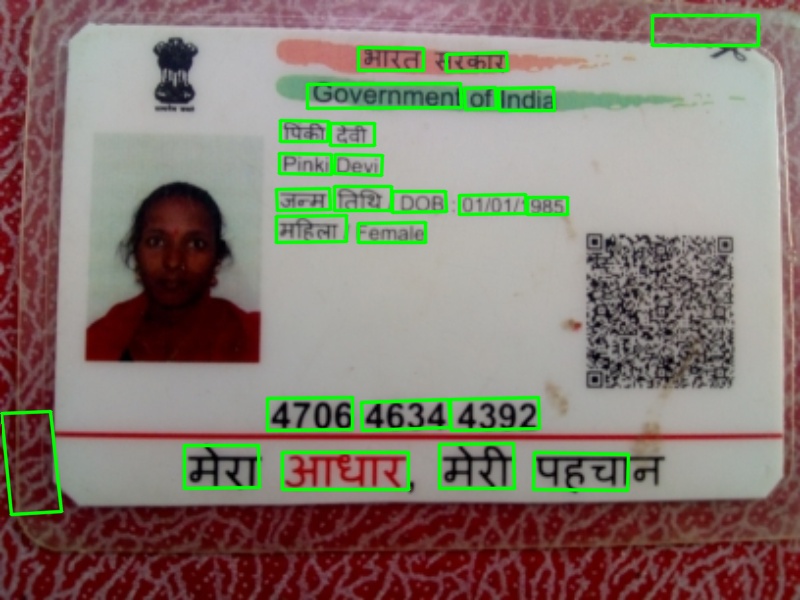 भारत सरकार
Government of India
पिंकी देवी
Pinki Devi
जन्म तिथि / DOB : 01/01/1985
महिला / Female
4706 4634 4392
मेरा आधार, मेरी पहचान